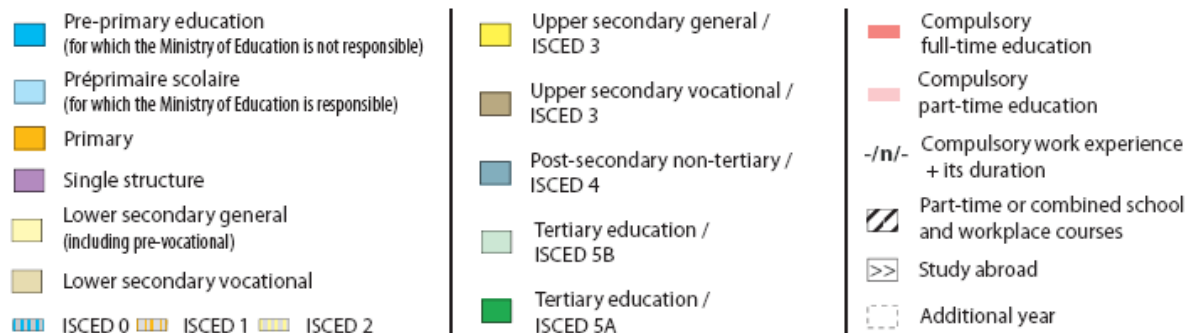 Pre-primary education
(for which the Ministry of Education is not responsible)
Préprimaire scolaire
(for which the Ministry of Education is responsible)
Primary
Single structure
Lower secondary general
(including pre-vocational)
Lower secondary vocational
ISCED 0 ISCED 1 ISCED 2
Upper secondary general /
ISCED 3
Upper secondary vocational /
ISCED 3
Post-secondary non-tertiary /
ISCED 4
Tertiary education /
ISCED 5B
Tertiary education /
ISCED 5A
Compulsory
full-time education
Compulsory
part-time education
-/n/- Compulsory work experience
+ its duration
Part-time or combined school
and workplace courses
>> Study abroad
Additional year